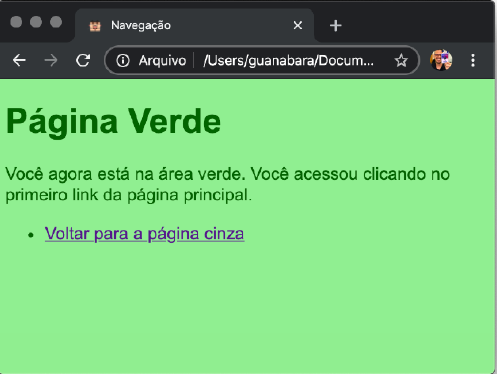 Navegação
Arquivo | /Users/guanabara/Docum...
Página Verde
Você agora está na área verde. Você acessou clicando no
primeiro link da página principal.
• Voltar para a página cinza